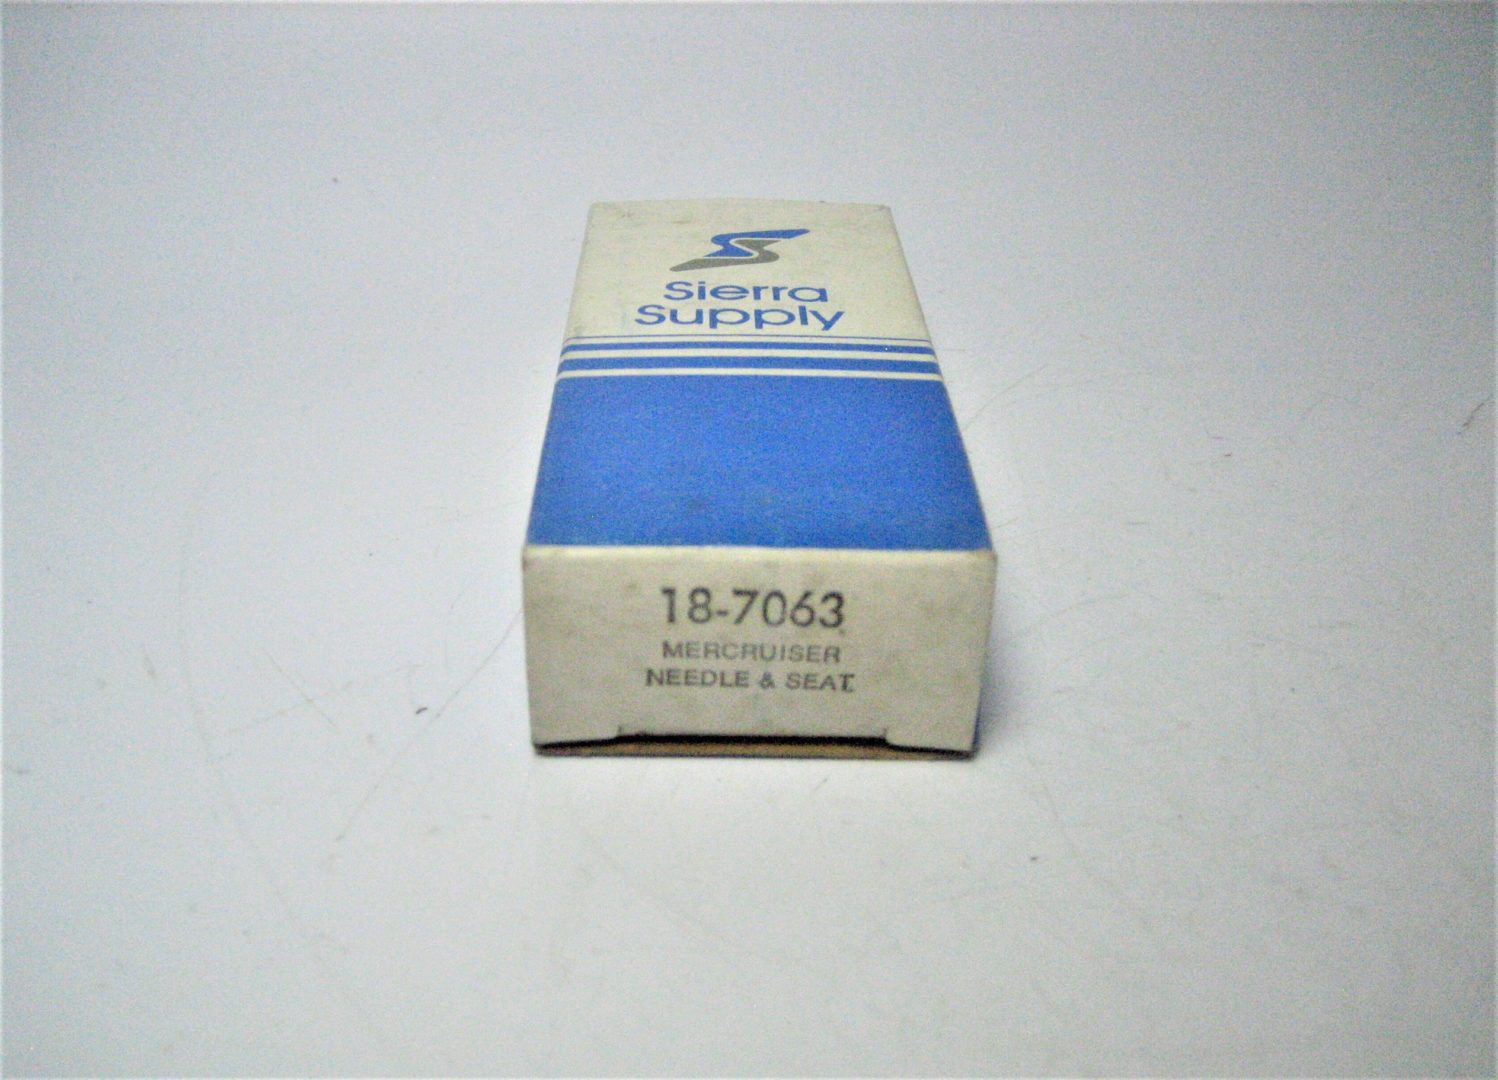 Sierra
Supply
18-7063
MERCRUISER
NEEDLE & SEAT